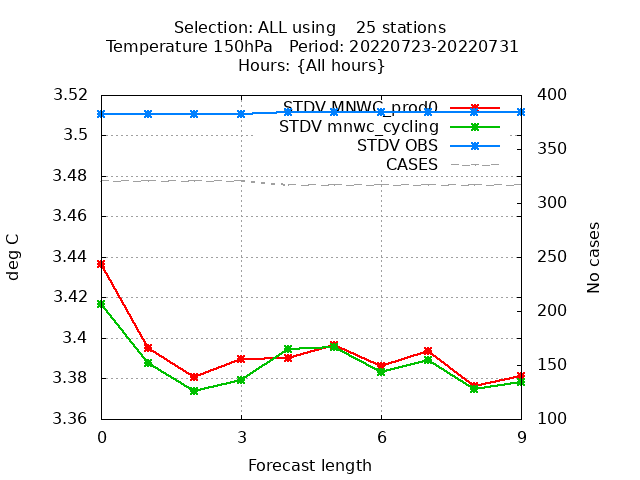 Selection: ALL using    25 stations
Temperature 150hPa   Period: 20220723-20220731
Hours: {All hours}
3.52
3.5
3.48
3.46
3.44
3.42
3.4
3.38
3.36
400
350
300
250
200
150
100
STDV MNWC_prod0
STDV mnwc_cycling
STDV OBS
CASES
deg C
No cases
0 3 6 9
Forecast length